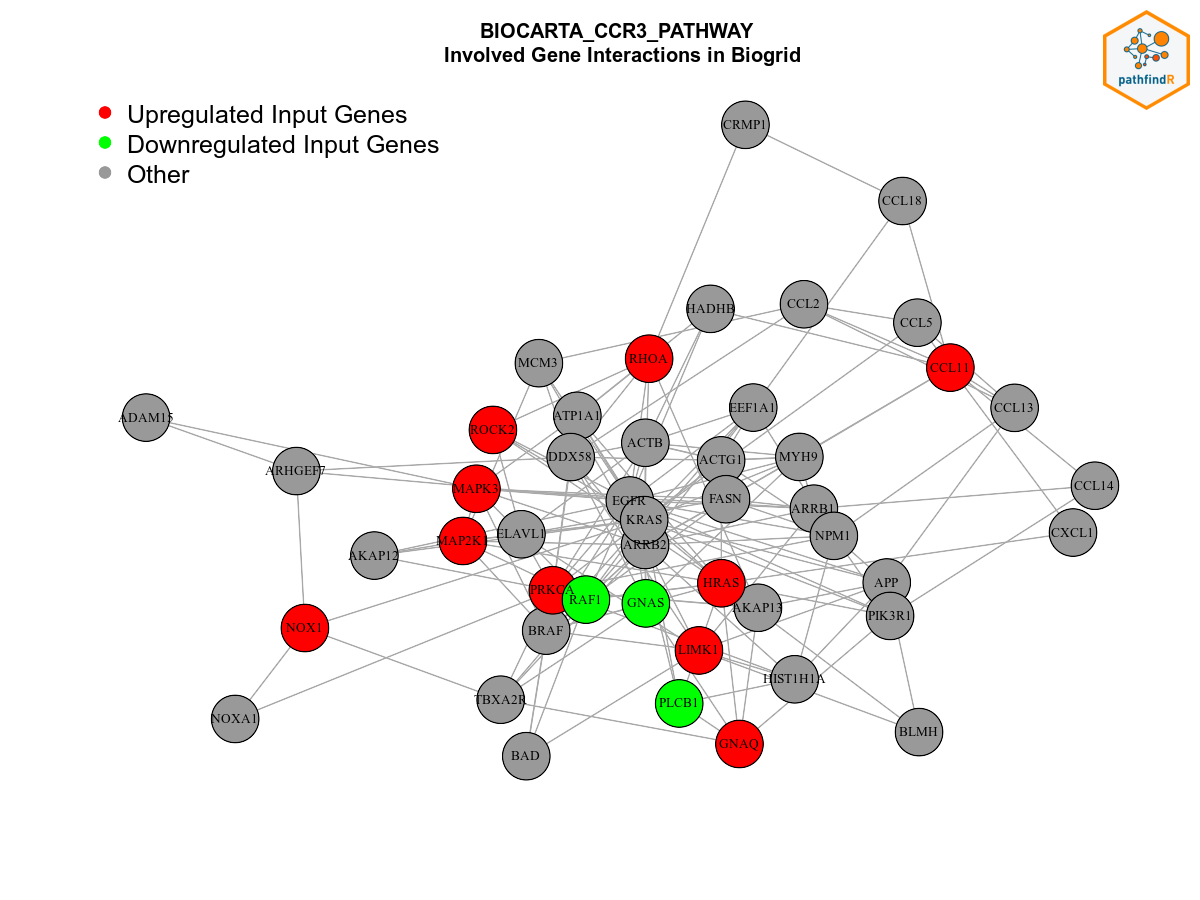 BIOCARTA_CCR3_PATHWAY
Involved Gene Interactions in Biogrid
pathfindR
Upregulated Input Genes
Downregulated Input Genes
Other
CRMP1
CCL18
HADHB
CCL2
CCL5
MCM3
RHOA
CCL11
ADAM15
ATP1A1
EEF1A1
CCL13
ROCK2
ACTB
DDX58
ACTG1
MYH9
ARHGEF7
MAPK3
EGFR
FASN
CCL14
ARRB1
KRAS
ELAVL1
NPM1
CXCL1
MAP2K1
ARRB2
AKAP12
PRKCA
RAF1
GNAS
HRAS
APP
AKAP13
PIK3R1
NOX1
BRAF
LIMK1
HIST1H1A
TBXA2R
PLCB1
NOXA1
BLMH
GNAQ
BAD